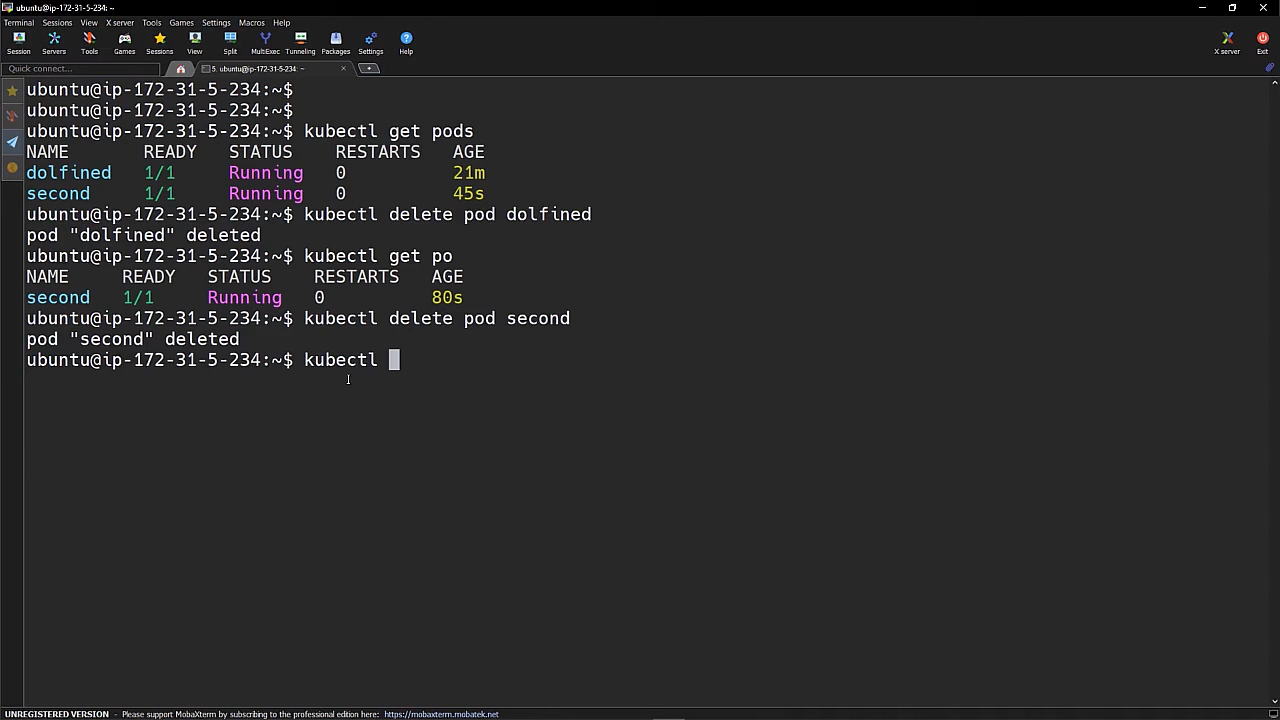 ubuntu@ip-172-31-5-234: ~
Terminal Sessions View X server Tools Games Settings Macros Help
Session Servers Tools Games Sessions View Split MultiExec Tunneling Packages Settings Help X server Exit
Quick connect... 5. ubuntu@ip-172-31-5-234: ~
ubuntu@ip-172-31-5-234:~$
ubuntu@ip-172-31-5-234:~$
ubuntu@ip-172-31-5-234:~$ kubectl get pods
NAME READY STATUS RESTARTS AGE
dolfined 1/1 Running 0 21m
second 1/1 Running 0 45s
ubuntu@ip-172-31-5-234:~$ kubectl delete pod dolfined
pod "dolfined" deleted
ubuntu@ip-172-31-5-234:~$ kubectl get po
NAME READY STATUS RESTARTS AGE
second 1/1 Running 0 80s
ubuntu@ip-172-31-5-234:~$ kubectl delete pod second
pod "second" deleted
ubuntu@ip-172-31-5-234:~$ kubectl
UNREGISTERED VERSION - Please support MobaXterm by subscribing to the professional edition here: https://mobaxterm.mobatek.net